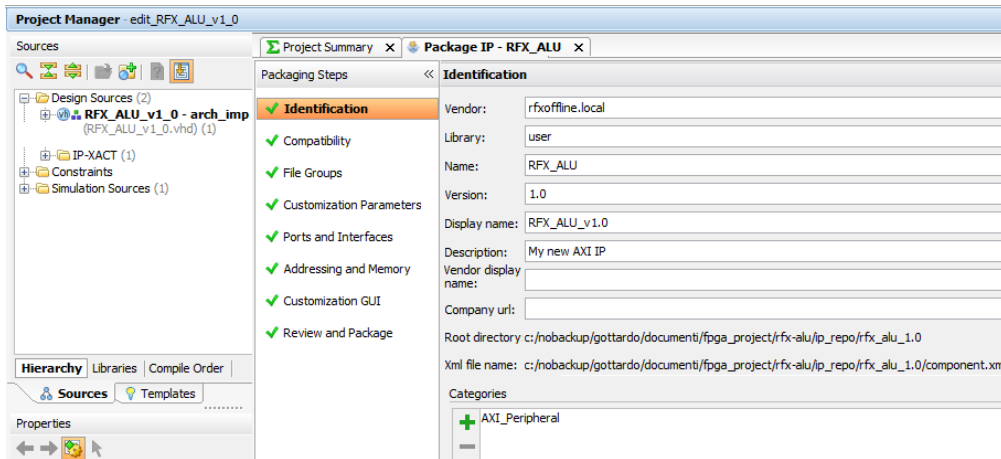 Project Manager - edit_RFX_ALU_v1_0
Sources
Design Sources (2)
RFX_ALU_v1_0 - arch_imp
(RFX_ALU_v1_0.vhd) (1)
IP-XACT (1)
Constraints
Simulation Sources (1)
Hierarchy Libraries Compile Order
Sources Templates
Properties
Project Summary Package IP - RFX_ALU
Packaging Steps
Identification
Compatibility
File Groups
Customization Parameters
Ports and Interfaces
Addressing and Memory
Customization GUI
Review and Package
Identification
Vendor: rfxoffline.local
Library: user
Name: RFX_ALU
Version: 1.0
Display name: RFX_ALU_v1.0
Description: My new AXI IP
Vendor display
name:
Company url:
Root directory c:/nobackup/gottardo/documenti/fpga_project/rfx-alu/ip_repo/rfx_alu_1.0
Xml file name: c:/nobackup/gottardo/documenti/fpga_project/rfx-alu/ip_repo/rfx_alu_1.0/component.xm
Categories
AXI_Peripheral